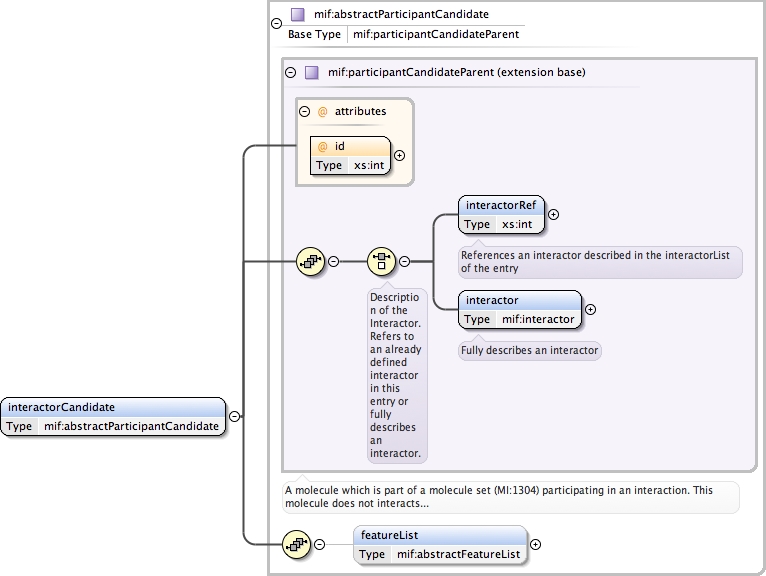 mif:abstractParticipantCandidate
Base Type mif:participantCandidateParent
mif:participantCandidateParent (extension base)
@ attributes
@ id
Type xs:int
interactorRef
Type xs:int
References an interactor described in the interactorList
of the entry
interactor
Type mif:interactor
Fully describes an interactor
Descriptio
n of the
Interactor.
Refers to
an already
defined
interactor
in this
entry or
fully
describes
an
interactor.
interactorCandidate
Type mif:abstractParticipantCandidate
A molecule which is part of a molecule set (MI:1304) participating in an interaction. This
molecule does not interacts...
featureList
Type mif:abstractFeatureList